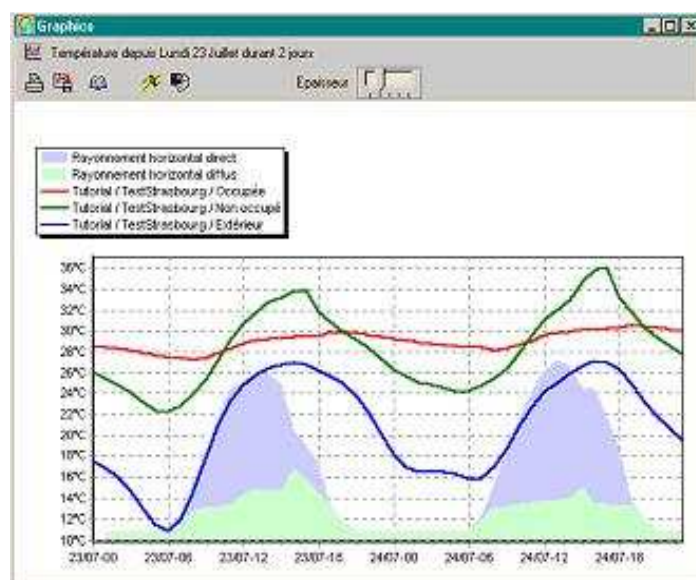 Graphics
Température depuis Lundi 23 Juillet durant 2 jours
Epaisseur
Rayonnement horizontal direct
Rayonnement horizontal diffus
Tutorial / TestStrasbourg / Occupée
Tutorial / TestStrasbourg / Non occupé
Tutorial / TestStrasbourg / Extérieur
36°C
34°C
32°C
30°C
28°C
26°C
24°C
22°C
20°C
18°C
16°C
14°C
12°C
10°C
23/07-00 23/07-06 23/07-12 23/07-18 24/07-00 24/07-06 24/07-12 24/07-18